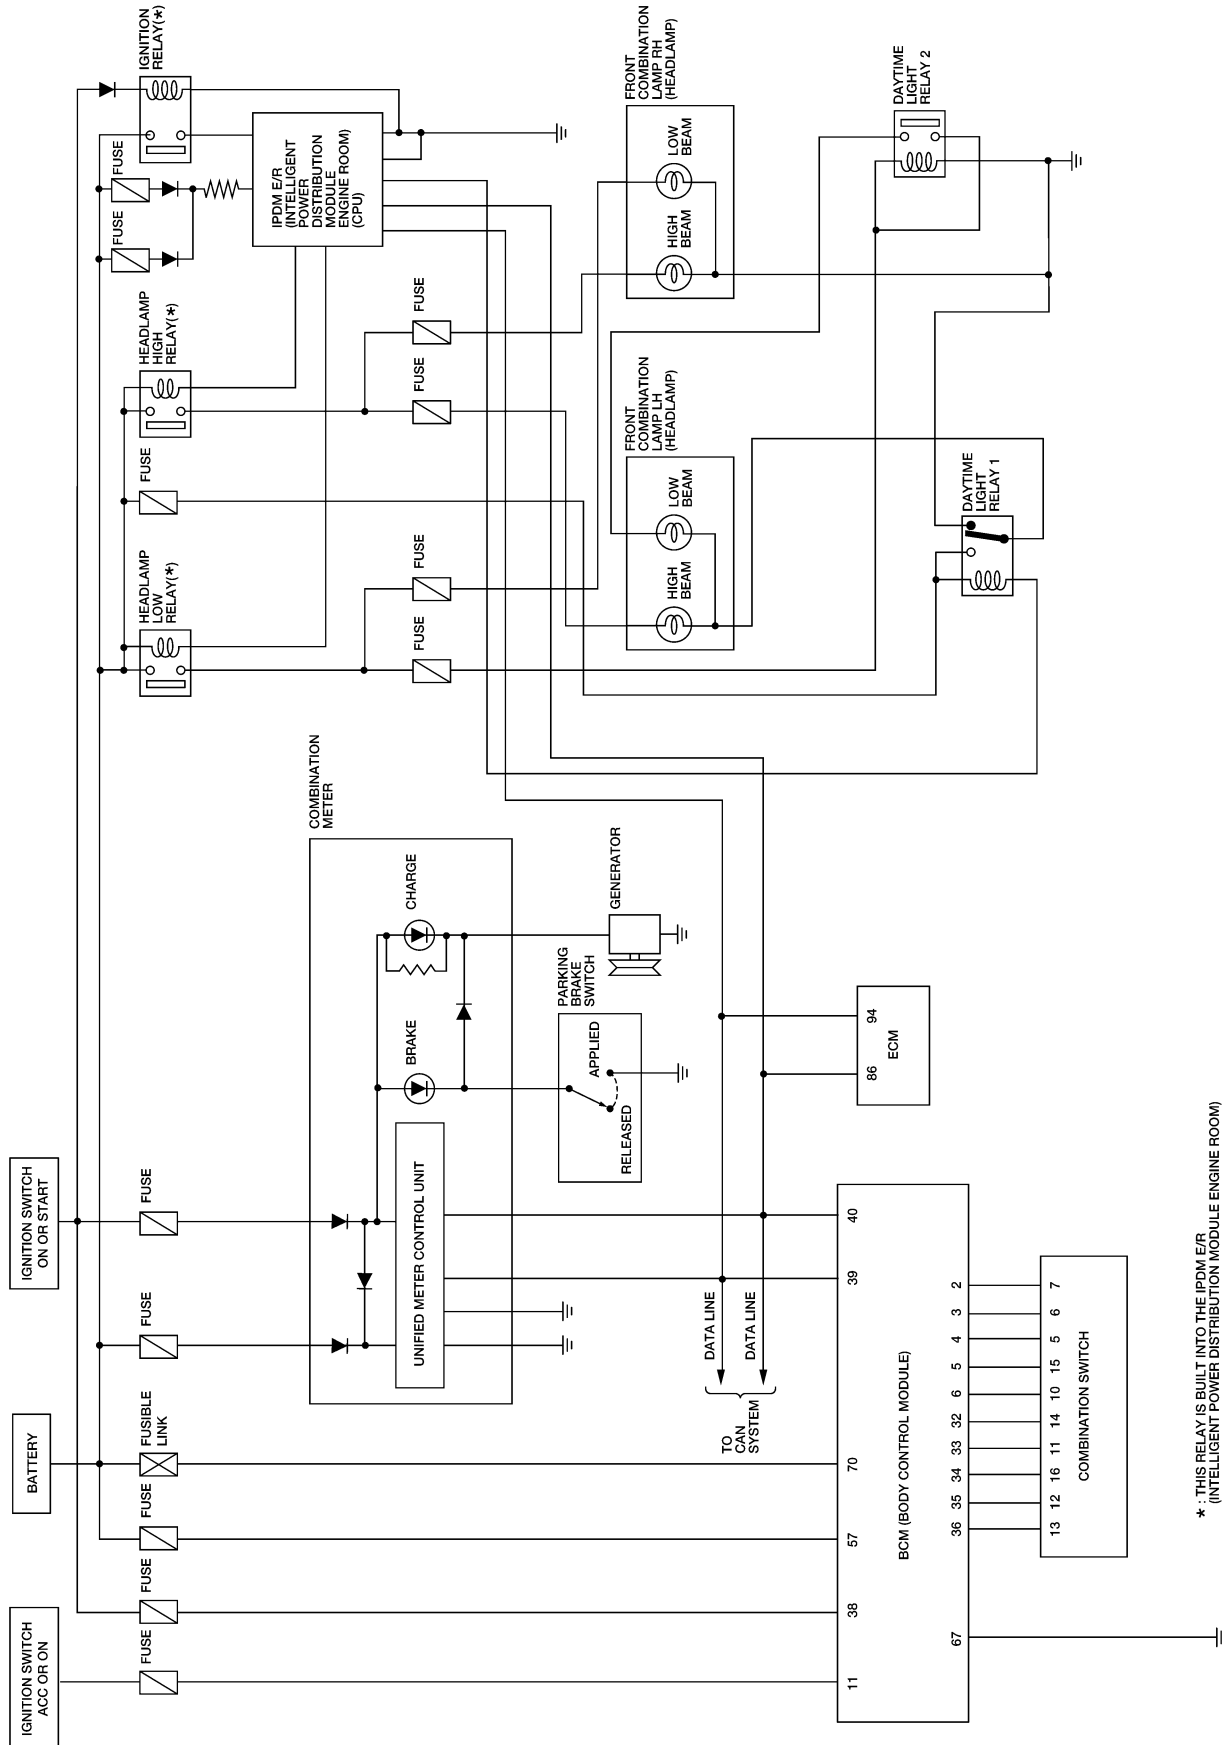 IGNITION SWITCH
ACC OR ON
BATTERY
IGNITION SWITCH
ON OR START
FUSE
FUSE
FUSE
FUSIBLE
LINK
FUSE
FUSE
HEADLAMP
LOW
RELAY(*)
FUSE
HEADLAMP
HIGH
RELAY(*)
FUSE
FUSE
IGNITION
RELAY(*)
IPDM E/R
(INTELLIGENT
POWER
DISTRIBUTION
MODULE
ENGINE ROOM)
(CPU)
COMBINATION
METER
UNIFIED METER CONTROL UNIT
BRAKE
CHARGE
FUSE
FUSE
FUSE
FUSE
PARKING
BRAKE
SWITCH
RELEASED
APPLIED
GENERATOR
FRONT
COMBINATION
LAMP LH
(HEADLAMP)
HIGH
BEAM
LOW
BEAM
FRONT
COMBINATION
LAMP RH
(HEADLAMP)
HIGH
BEAM
LOW
BEAM
DATA LINE
DATA LINE
TO
CAN
SYSTEM
11
38
57
70
39
40
BCM (BODY CONTROL MODULE)
67
36
35
34
33
32
6
5
4
3
2
86
94
ECM
DAYTIME
LIGHT
RELAY 2
DAYTIME
LIGHT
RELAY 1
13
12
16
11
14
10
15
5
6
7
COMBINATION SWITCH
* : THIS RELAY IS BUILT INTO THE IPDM E/R
(INTELLIGENT POWER DISTRIBUTION MODULE ENGINE ROOM)